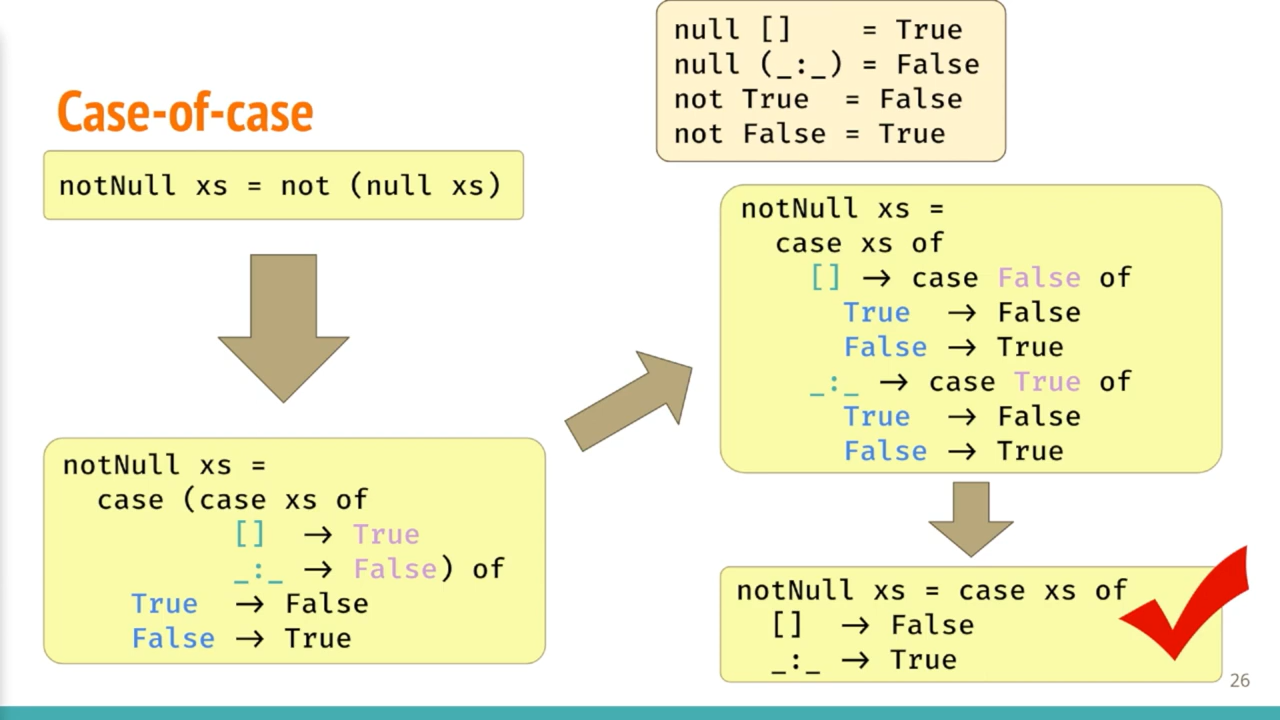 Case-of-case
null []    = True
null (_:_) = False
not True  = False
not False = True
notNull xs = not (null xs)
notNull xs =
  case (case xs of
          []  → True
          _:_ → False) of
    True  → False
    False → True
notNull xs =
  case xs of
    [] → case False of
      True  → False
      False → True
    _:_ → case True of
      True  → False
      False → True
notNull xs = case xs of
  []  → False
  _:_ → True
26